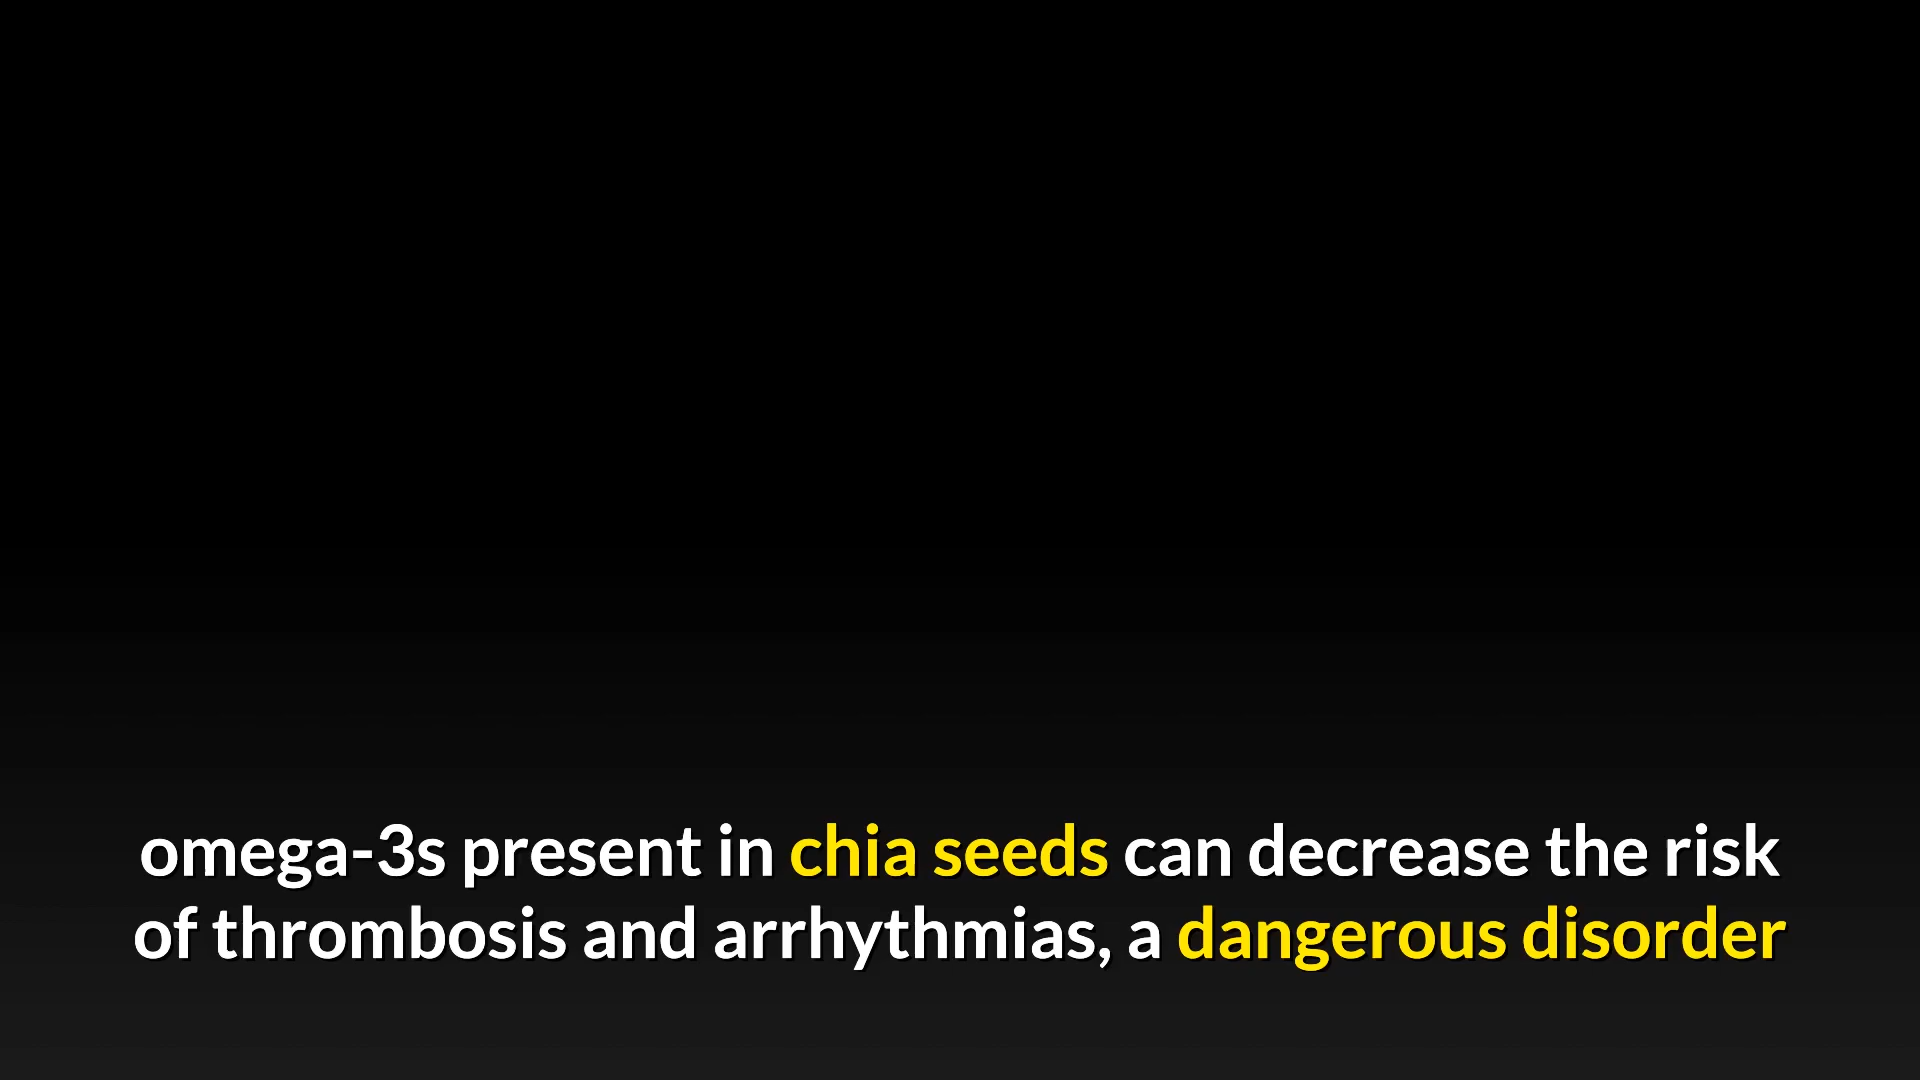 omega-3s present in chia seeds can decrease the risk
of thrombosis and arrhythmias, a dangerous disorder